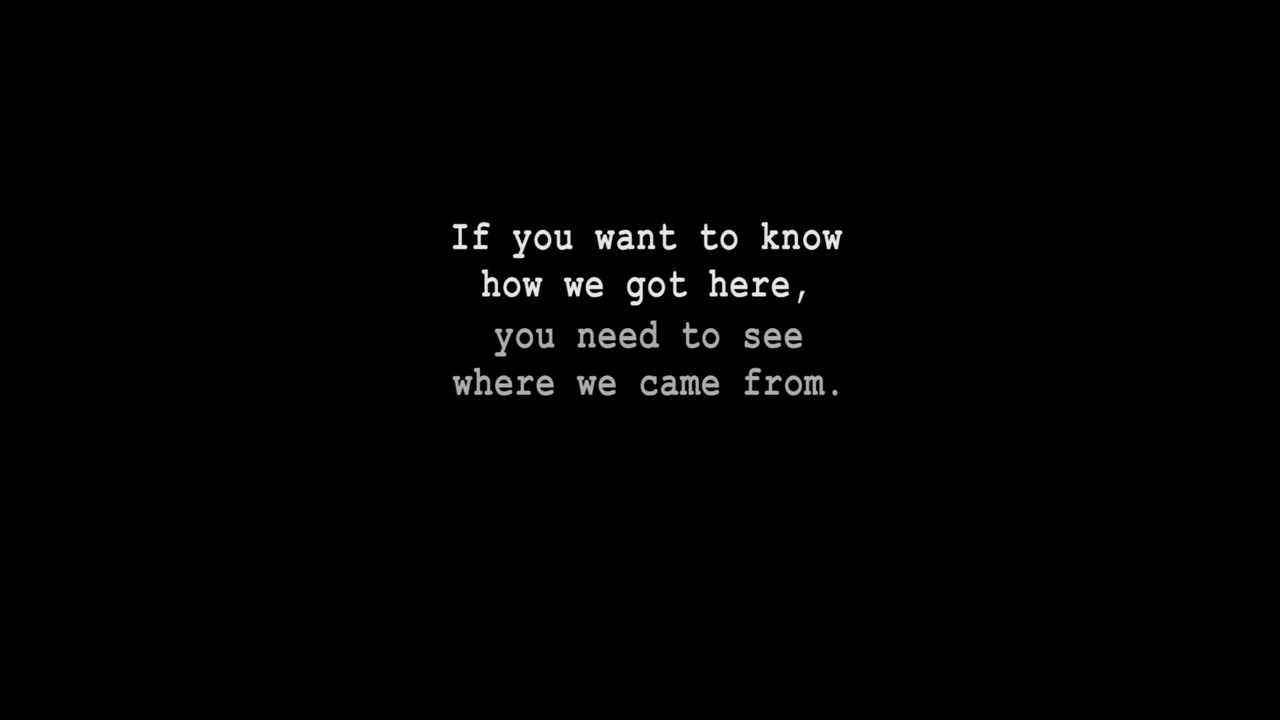 If you want to know
how we got here,
you need to see
where we came from.